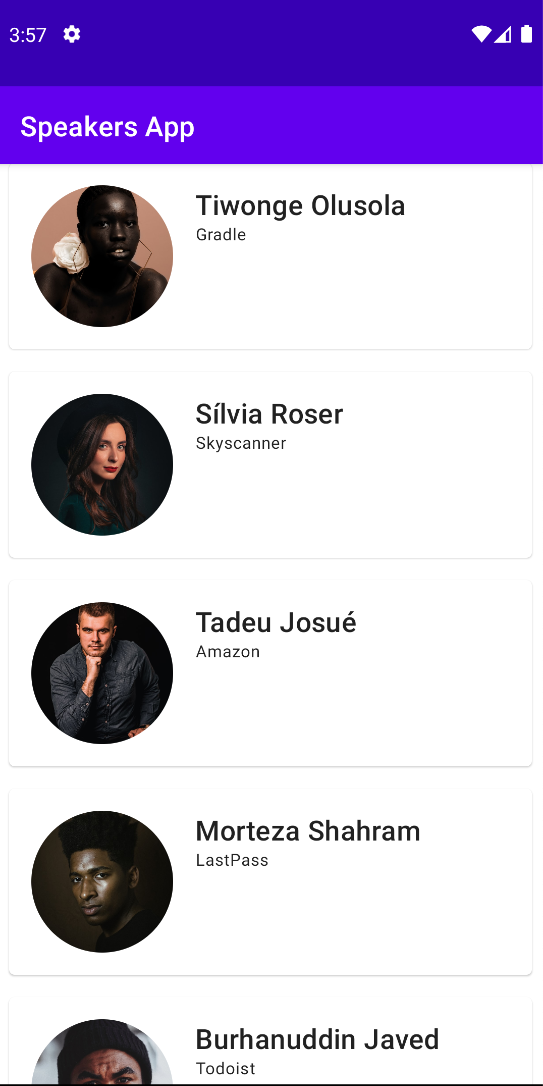 3:57
Speakers App
Tiwonge Olusola
Gradle
Sílvia Roser
Skyscanner
Tadeu Josué
Amazon
Morteza Shahram
LastPass
Burhanuddin Javed
Todoist